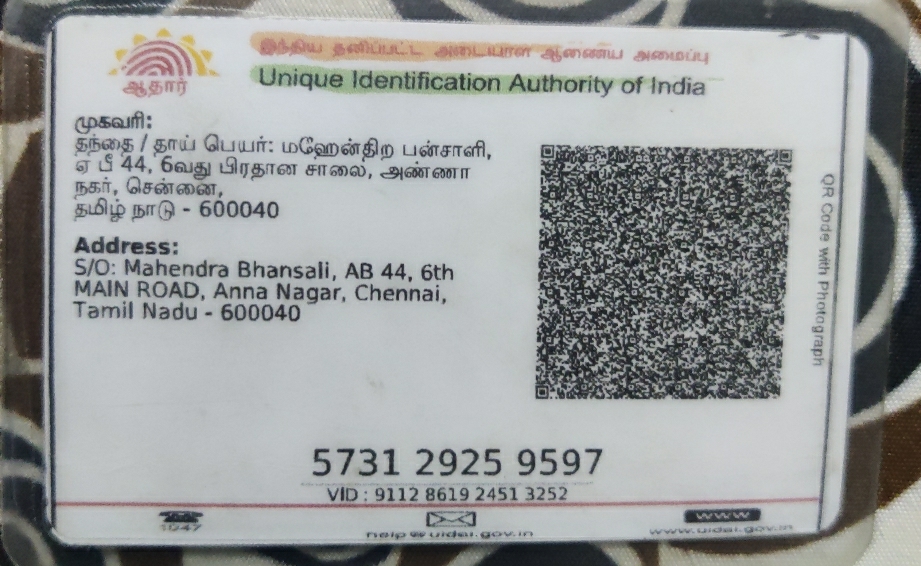 இந்திய தனிப்பட்ட அடையாள ஆணைய அமைப்பு
ஆதார்
Unique Identification Authority of India
முகவரி:
தந்தை / தாய் பெயர்: மஹேந்திற பன்சாளி,
ஏ பீ 44, 6வது பிரதான சாலை, அண்ணா
நகர், சென்னை,
தமிழ் நாடு - 600040
Address:
S/O: Mahendra Bhansali, AB 44, 6th
MAIN ROAD, Anna Nagar, Chennai,
Tamil Nadu - 600040
QR Code with Photograph
5731 2925 9597
VID : 9112 8619 2451 3252
1947
help@uidai.gov.in
www
www.uidai.gov.in